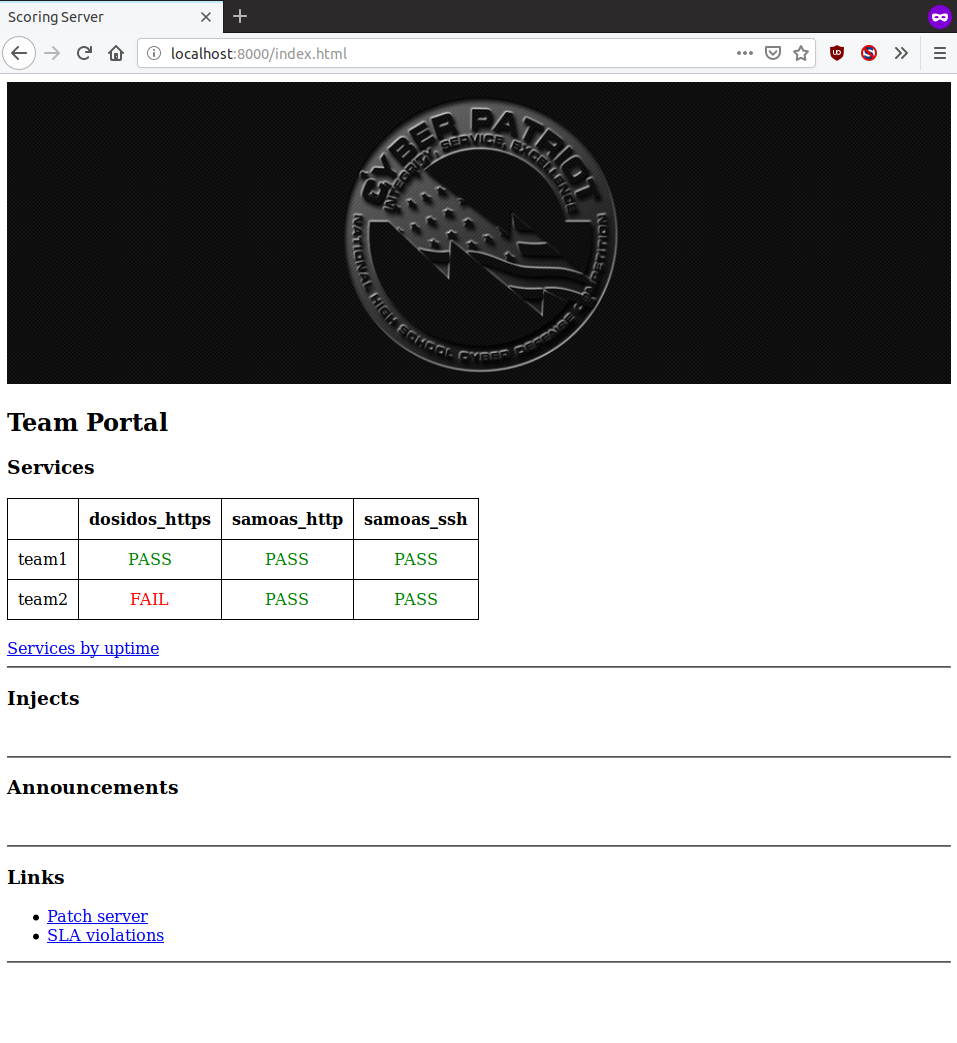 Scoring Server
localhost:8000/index.html
CYBER PATRIOT
INTEGRITY, SERVICE, EXCELLENCE
NATIONAL HIGH SCHOOL CYBER DEFENSE COMPETITION
Team Portal
Services
dosidos_https samoas_http samoas_ssh
team1 PASS PASS PASS
team2 FAIL PASS PASS
Services by uptime
Injects
Announcements
Links
Patch server
SLA violations